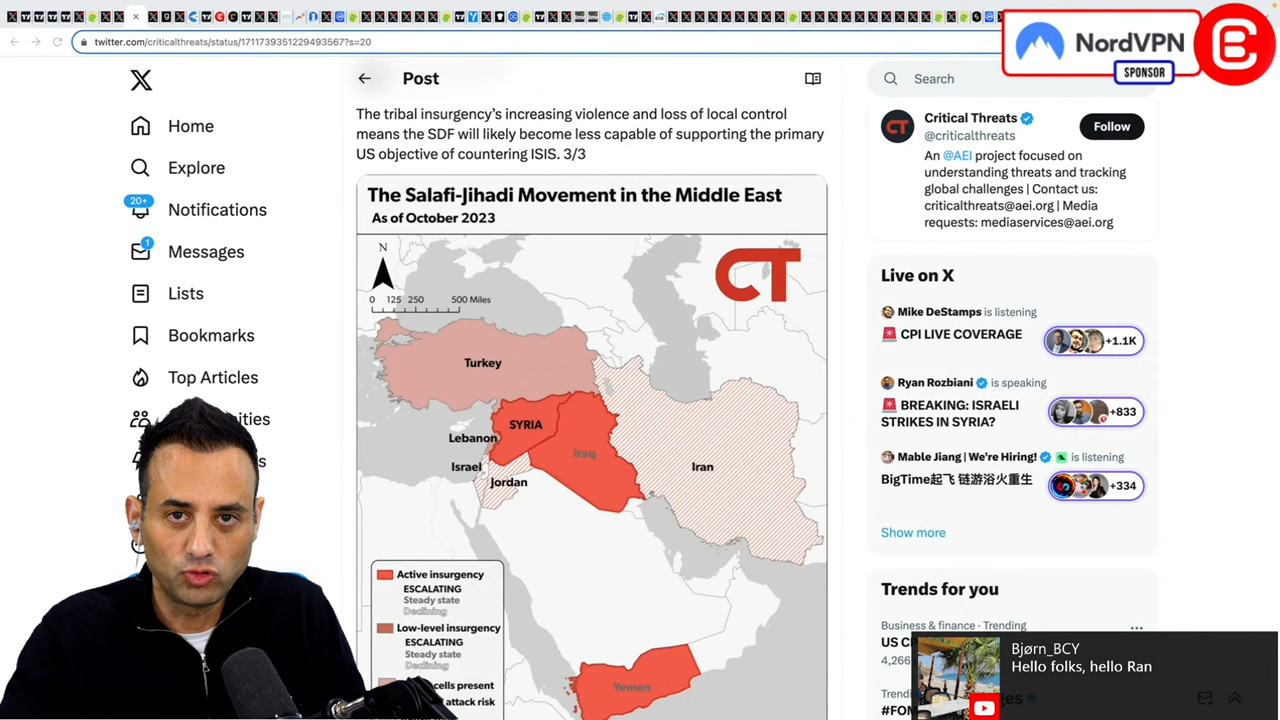 twitter.com/criticalthreats/status/1711739351229493567?s=20
NordVPN
SPONSOR
Home
Explore
20+
Notifications
1
Messages
Lists
Bookmarks
Top Articles
Post
The tribal insurgency's increasing violence and loss of local control
means the SDF will likely become less capable of supporting the primary
US objective of countering ISIS. 3/3
The Salafi-Jihadi Movement in the Middle East
As of October 2023
CT
N
0 125 250 500 Miles
Turkey
SYRIA
Lebanon
Iraq
Israel
Iran
Jordan
Yemen
Active insurgency
ESCALATING
Steady state
Declining
Low-level insurgency
ESCALATING
Steady state
Declining
cells present
attack risk
Search
CT
Critical Threats
@criticalthreats
Follow
An @AEI project focused on
understanding threats and tracking
global challenges | Contact us:
criticalthreats@aei.org | Media
requests: mediaservices@aei.org
Live on X
Mike DeStamps is listening
CPI LIVE COVERAGE
+1.1K
Ryan Rozbiani is speaking
BREAKING: ISRAELI
STRIKES IN SYRIA?
+833
Mable Jiang | We're Hiring! is listening
BigTime起飞 链游浴火重生
+334
Show more
Trends for you
Business & finance · Trending
US C
4,266
Trendi
#FOM
Bjørn_BCY
Hello folks, hello Ran